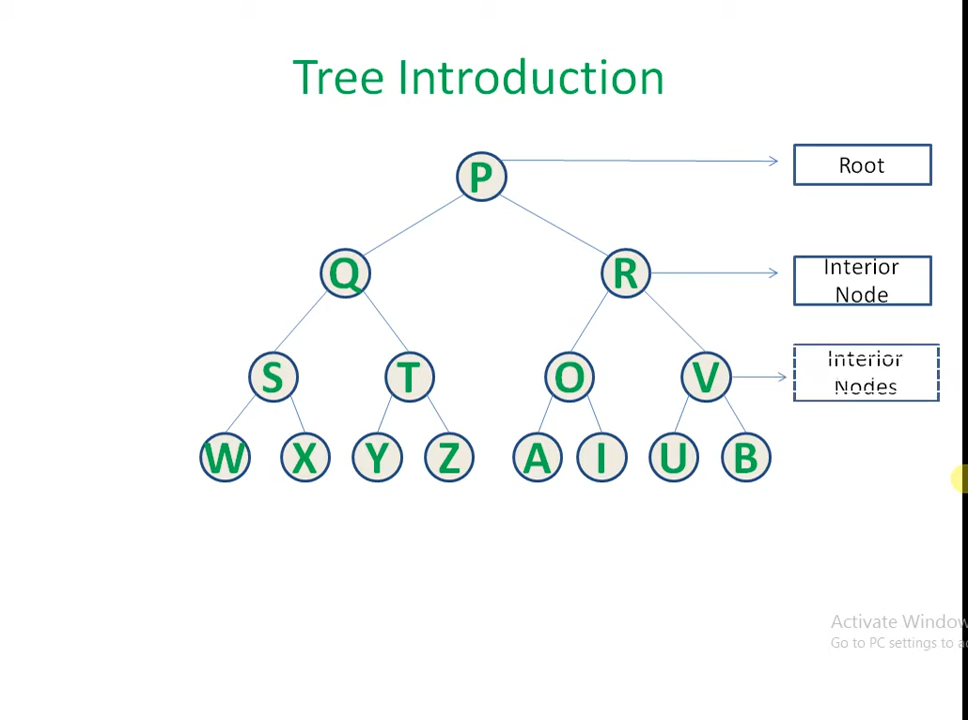 Tree Introduction
P
Root
Q
R
Interior
Node
S
T
O
V
Interior
Nodes
W
X
Y
Z
A
I
U
B
Activate Window
Go to PC settings to a